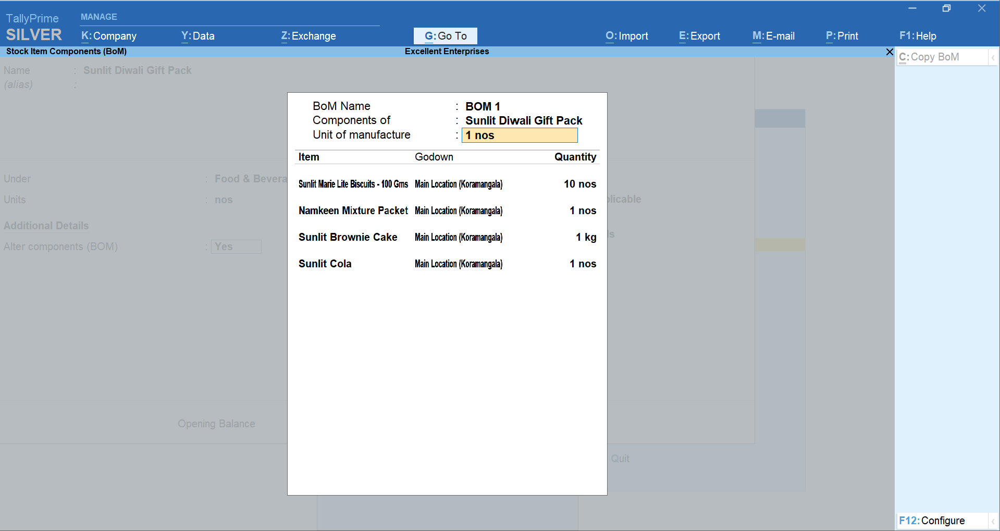 TallyPrime
SILVER
MANAGE
K: Company Y: Data Z: Exchange G: Go To O: Import E: Export M: E-mail P: Print F1: Help
Stock Item Components (BoM) Excellent Enterprises
C: Copy BoM
Name : Sunlit Diwali Gift Pack
(alias) :
BoM Name : BOM 1
Components of : Sunlit Diwali Gift Pack
Unit of manufacture : 1 nos
Item Godown Quantity
Sunlit Marie Lite Biscuits - 100 Gms Main Location (Koramangala) 10 nos
Namkeen Mixture Packet Main Location (Koramangala) 1 nos
Sunlit Brownie Cake Main Location (Koramangala) 1 kg
Sunlit Cola Main Location (Koramangala) 1 nos
Under : Food & Bevera
Units : nos
plicable
Additional Details
ls
Alter components (BOM) : Yes
Opening Balance
Quit
F12: Configure